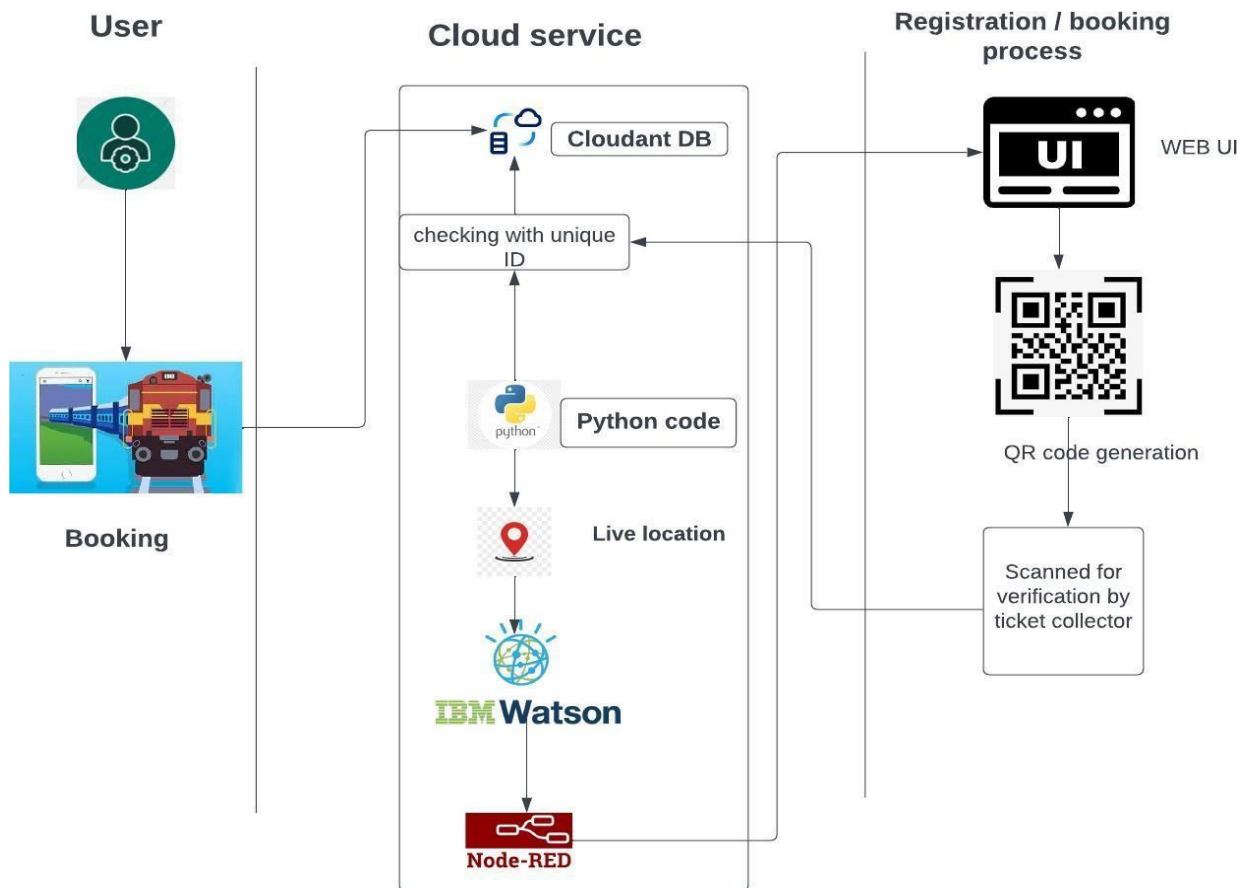 User
Cloud service
Registration / booking
process
Cloudant DB
UI
WEB UI
checking with unique
ID
python
Python code
QR code generation
Booking
Live location
Scanned for
verification by
ticket collector
IBM Watson
Node-RED